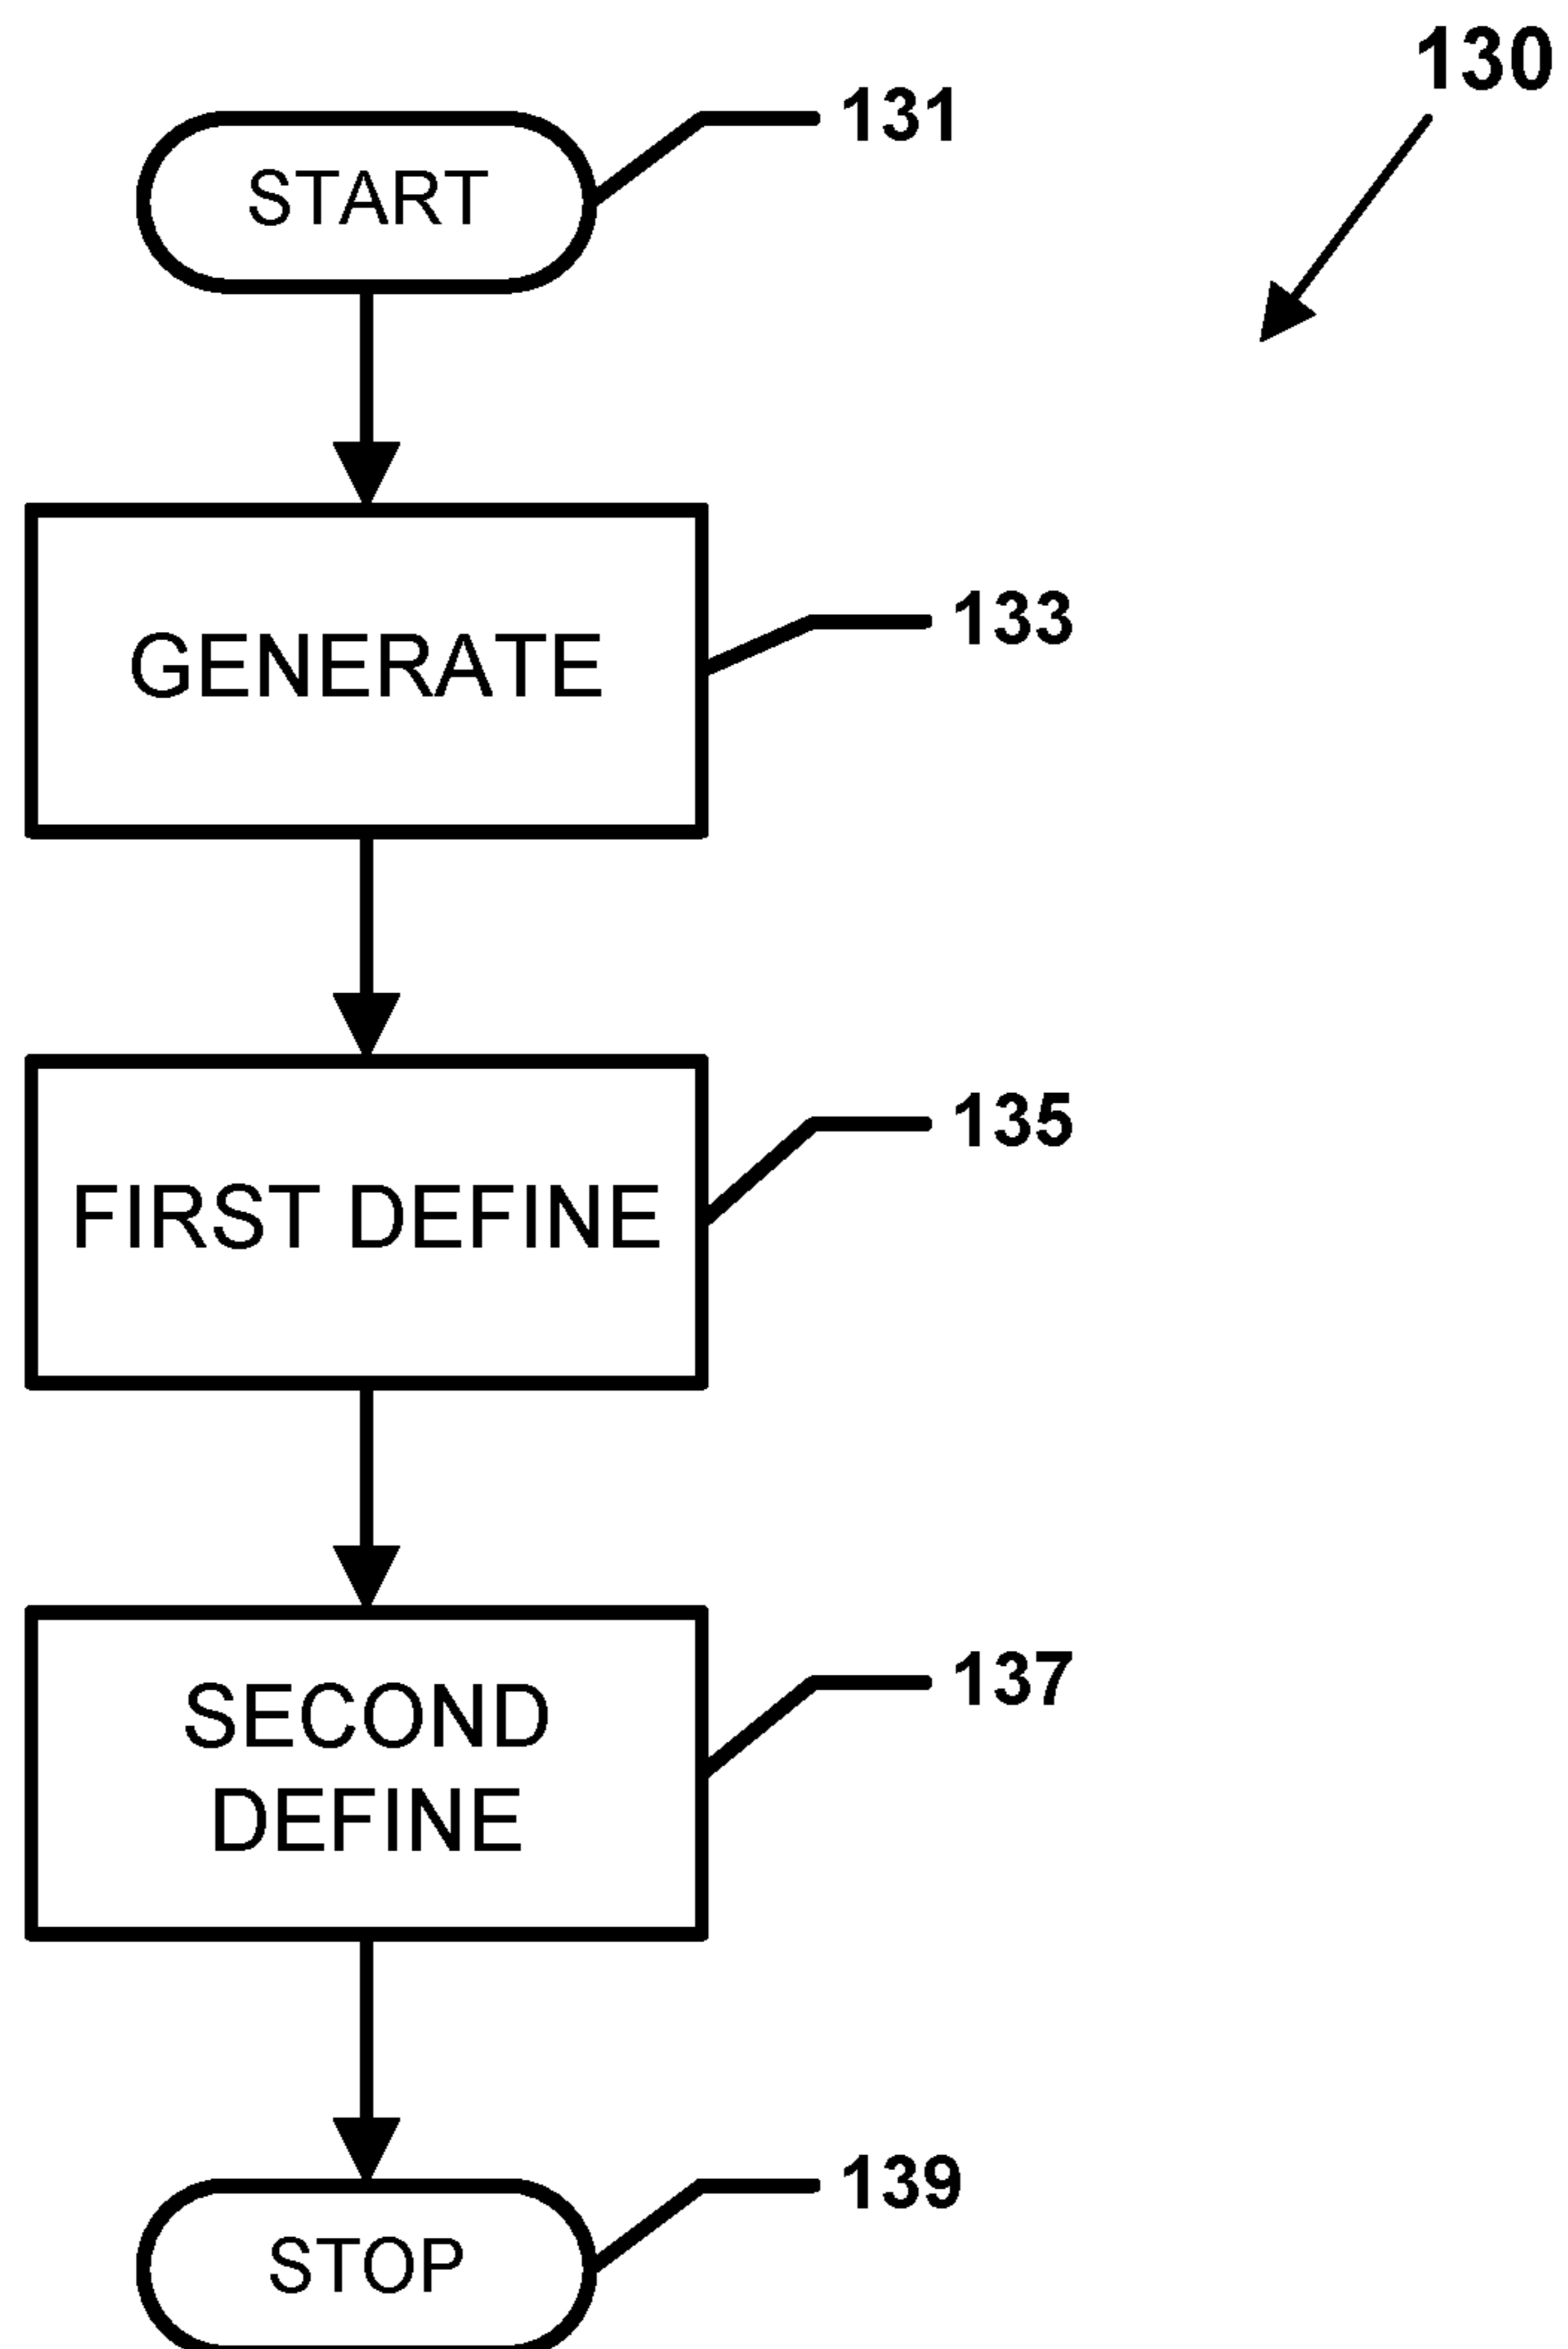 130
131
START
GENERATE
133
135
FIRST DEFINE
137
SECOND
DEFINE
139
STOP